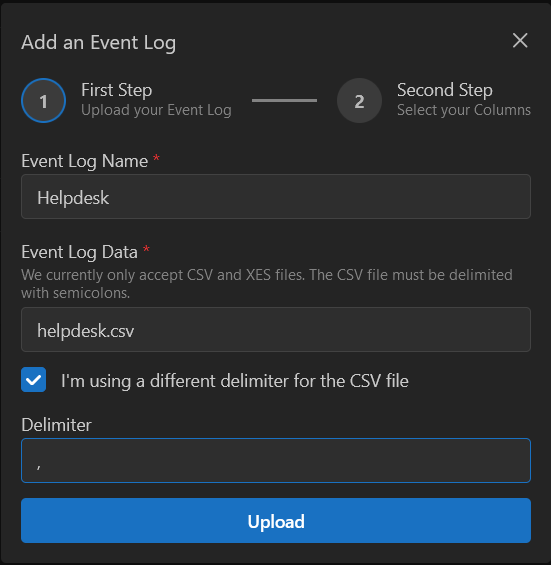 Add an Event Log
1
First Step
Upload your Event Log
2
Second Step
Select your Columns
Event Log Name *
Helpdesk
Event Log Data *
We currently only accept CSV and XES files. The CSV file must be delimited
with semicolons.
helpdesk.csv
I'm using a different delimiter for the CSV file
Delimiter
,
Upload